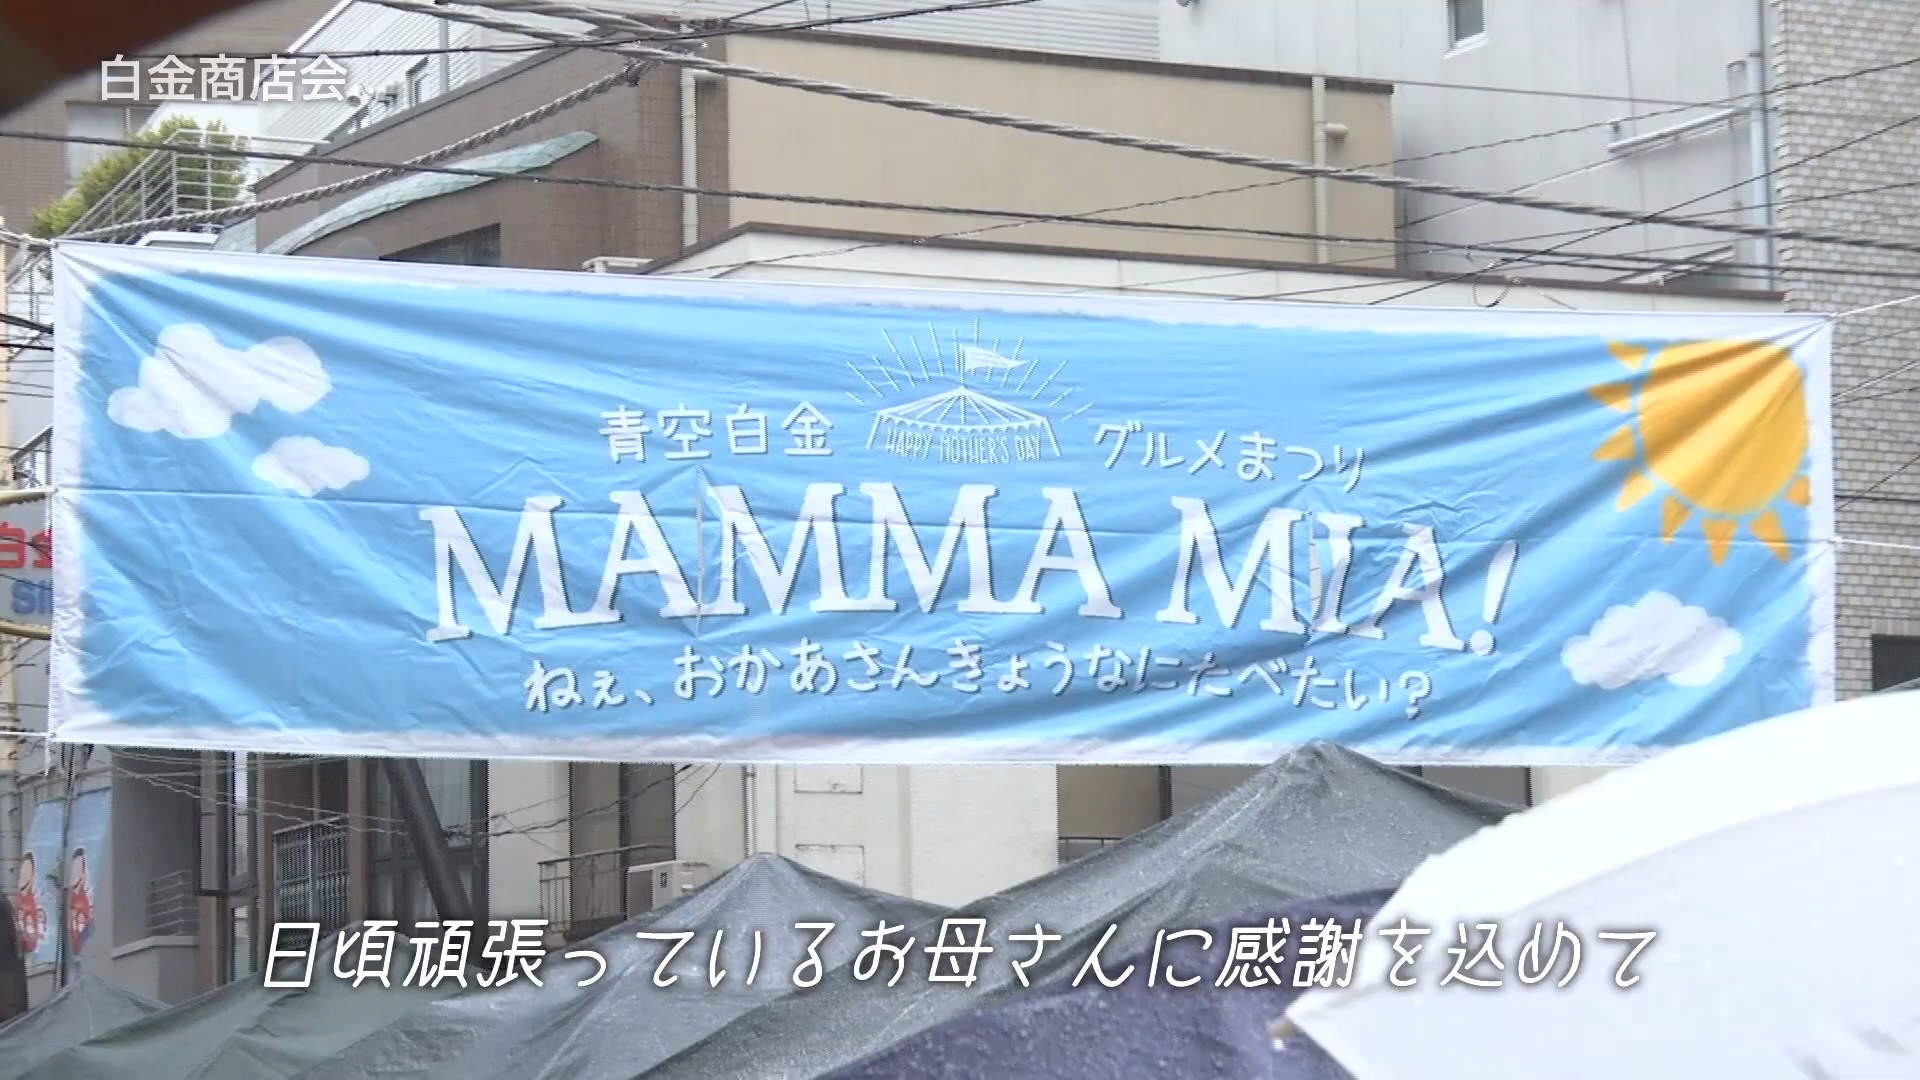 白金商店会
青空白金 HAPPY MOTHER'S DAY グルメまつり
MAMMA MIA!
ねぇ、おかあさんきょうなにたべたい?
日頃頑張っているお母さんに感謝を込めて